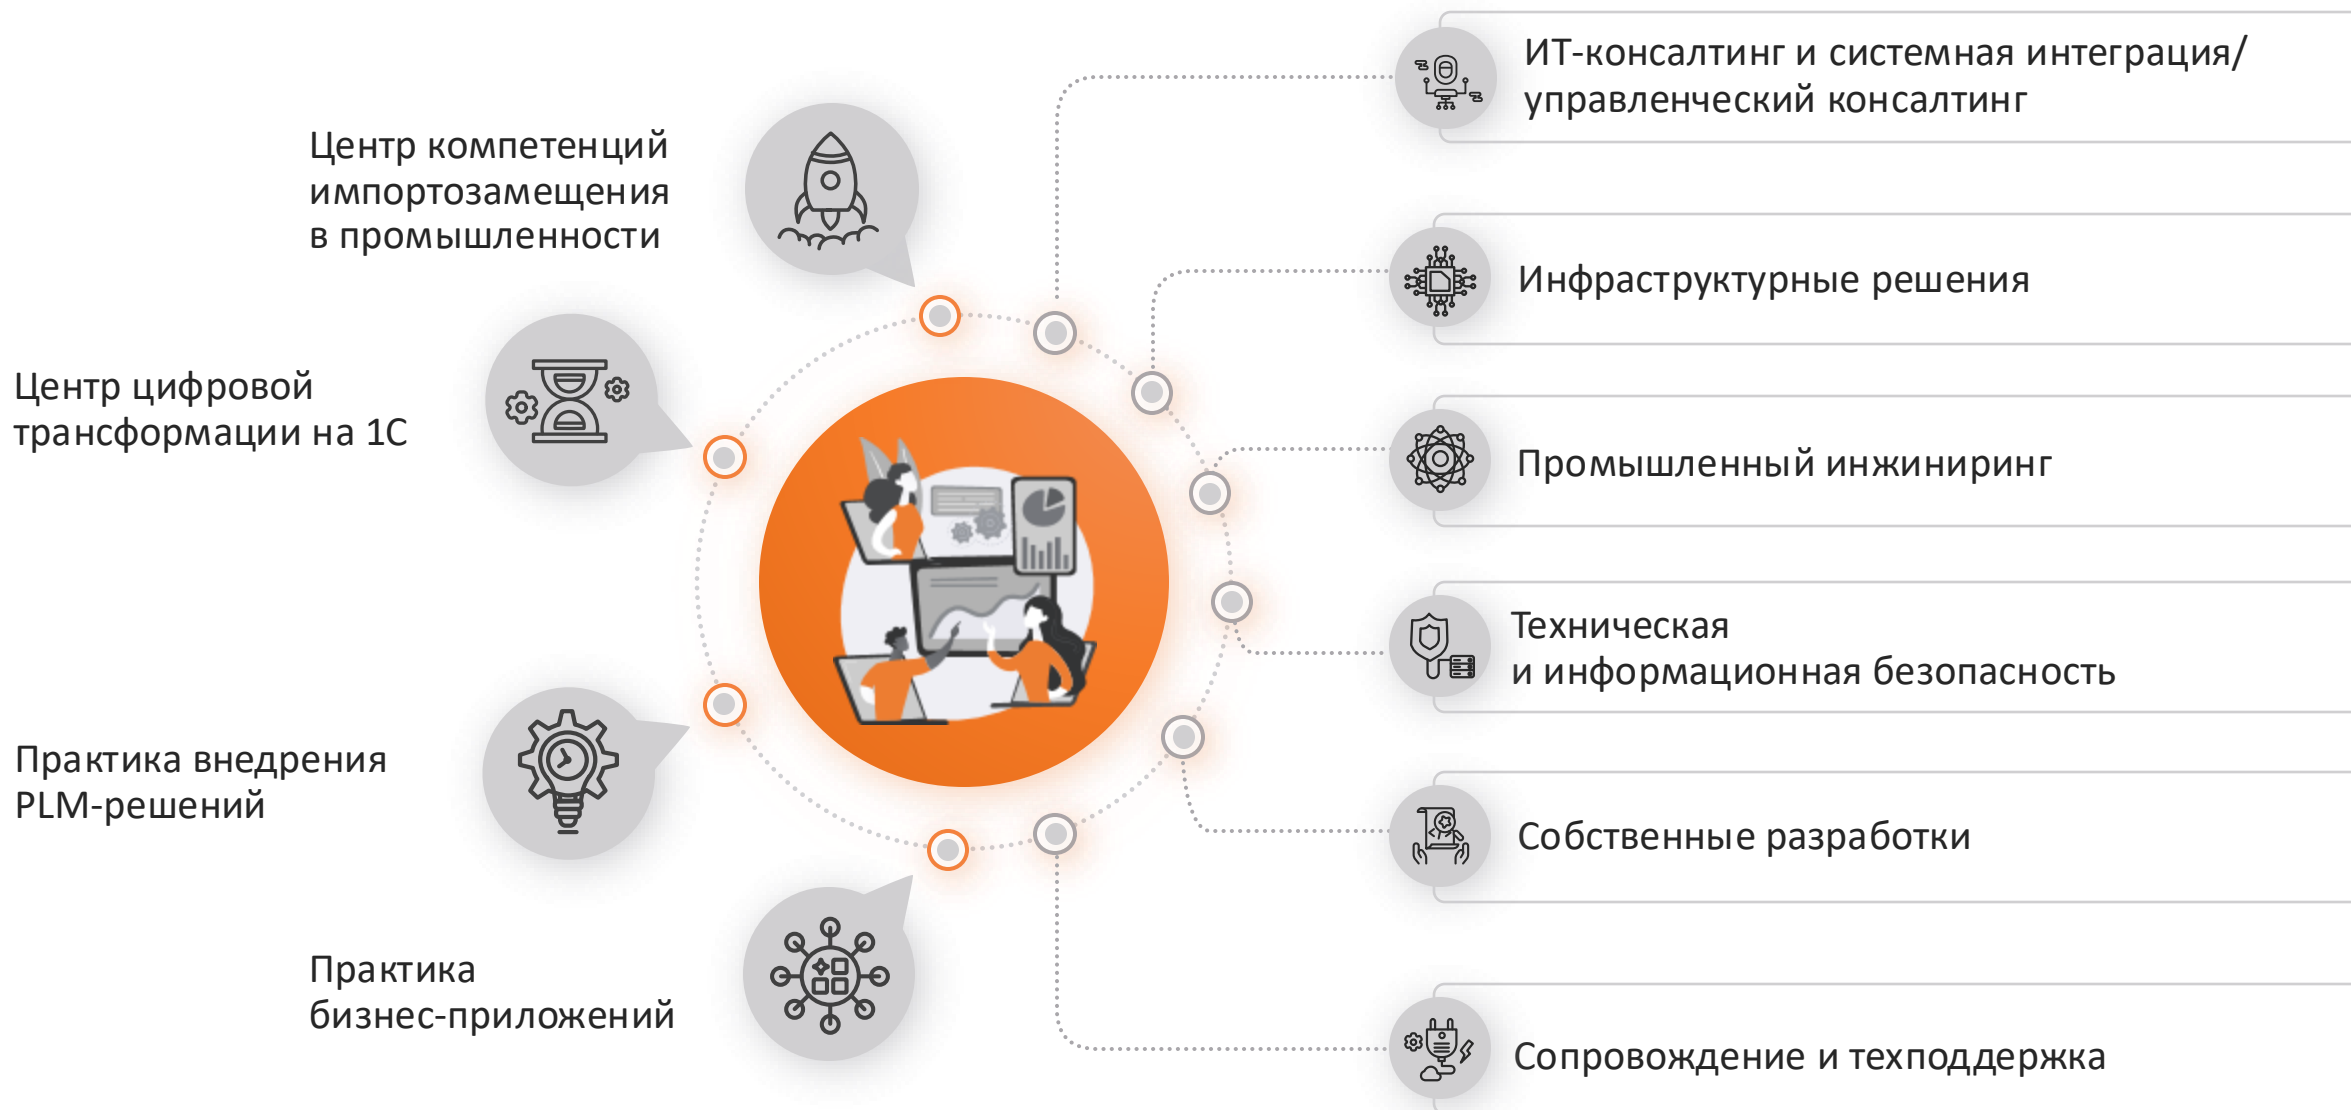 Центр компетенций
импортозамещения
в промышленности
Центр цифровой
трансформации на 1С
Практика внедрения
PLM-решений
Практика
бизнес-приложений
ИТ-консалтинг и системная интеграция/
управленческий консалтинг
Инфраструктурные решения
Промышленный инжиниринг
Техническая
и информационная безопасность
Собственные разработки
Сопровождение и техподдержка